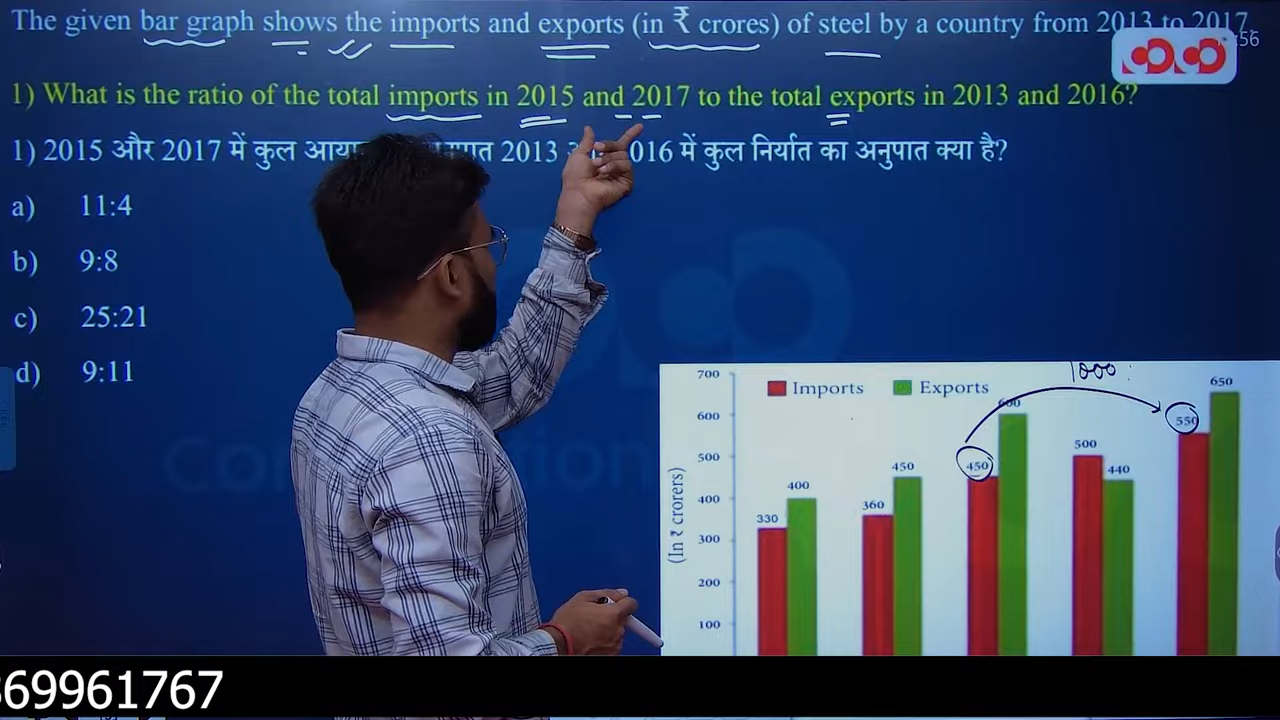 The given bar graph shows the imports and exports (in ₹ crores) of steel by a country from 2013 to 2017.
:56
1) What is the ratio of the total imports in 2015 and 2017 to the total exports in 2013 and 2016?
1) 2015 और 2017 में कुल 2013 016 में कुल निर्यात का अनुपात क्या है?
a) 11:4
b) 9:8
c) 25:21
d) 9:11
1000
700
Imports
Exports
650
600
600
550
500
500
450
450
440
400
400
360
330
300
200
100
(In ₹ crorers)
69961767